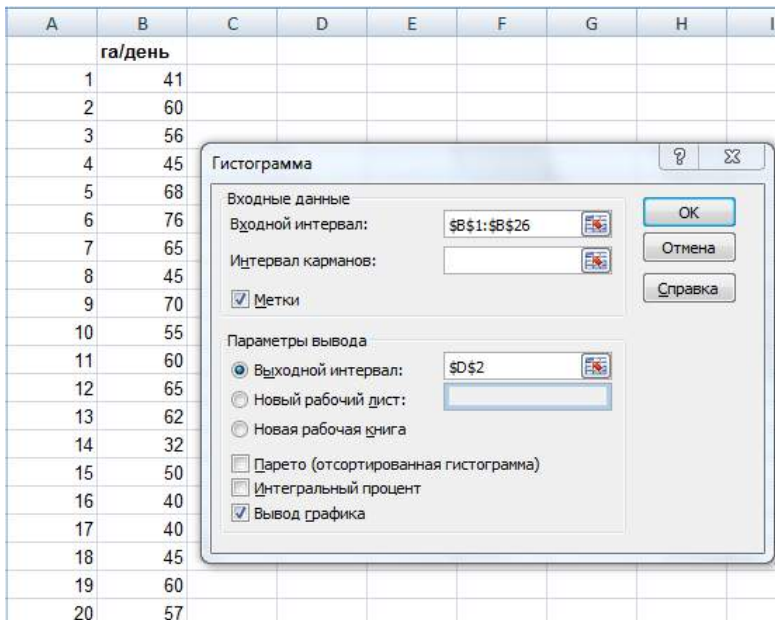 A B C D E F G H I
га/день
1 41
2 60
3 56
4 45
5 68
6 76
7 65
8 45
9 70
10 55
11 60
12 65
13 62
14 32
15 50
16 40
17 40
18 45
19 60
20 57
Гистограмма
Входные данные
Входной интервал: $B$1:$B$26
Интервал карманов:
Метки
Параметры вывода
Выходной интервал: $D$2
Новый рабочий лист:
Новая рабочая книга
Парето (отсортированная гистограмма)
Интегральный процент
Вывод графика
?
OK
Отмена
Справка